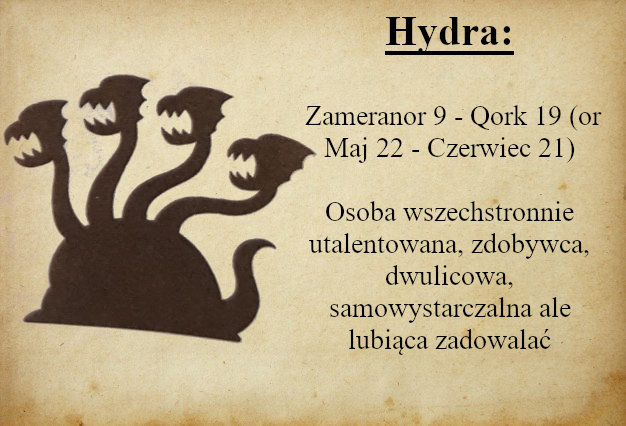 Hydra:
Zameranor 9 - Qork 19 (or
Maj 22 - Czerwiec 21)
Osoba wszechstronnie
utalentowana, zdobywca,
dwulicowa,
samowystarczalna ale
lubiąca zadowalać